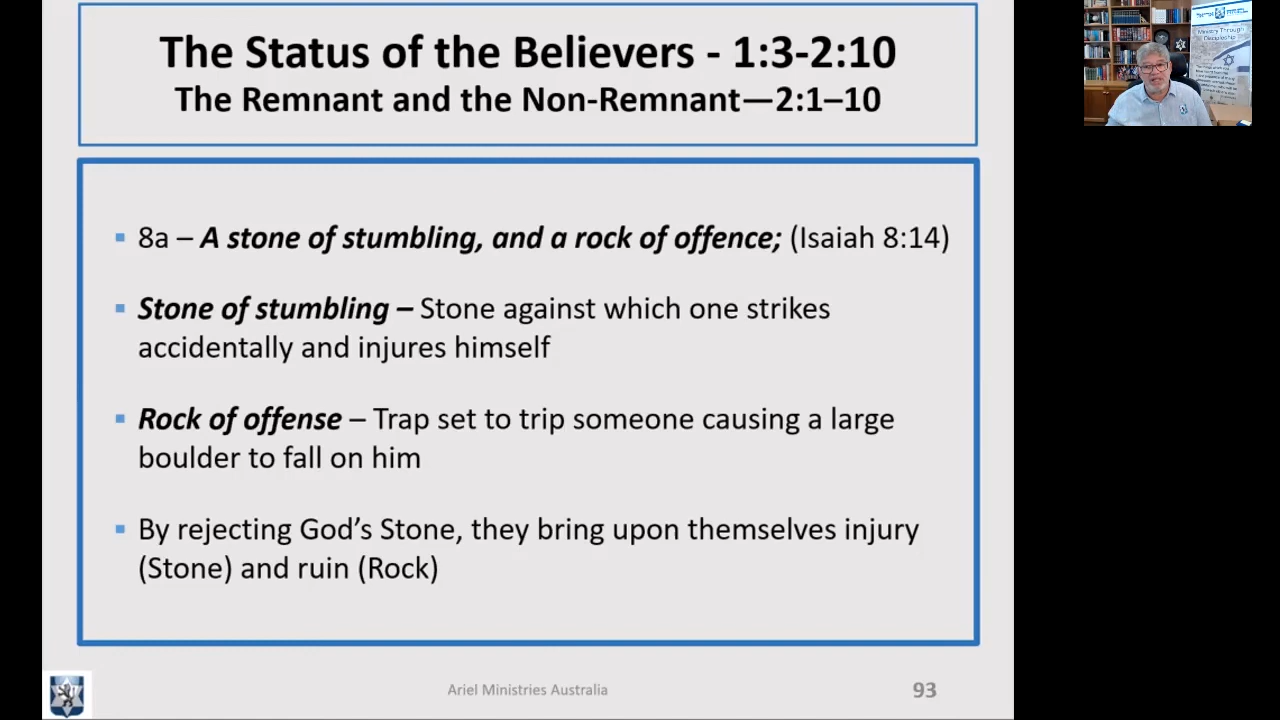 The Status of the Believers - 1:3-2:10
The Remnant and the Non-Remnant—2:1–10
8a – A stone of stumbling, and a rock of offence; (Isaiah 8:14)
Stone of stumbling – Stone against which one strikes
accidentally and injures himself
Rock of offense – Trap set to trip someone causing a large
boulder to fall on him
By rejecting God's Stone, they bring upon themselves injury
(Stone) and ruin (Rock)
Ariel Ministries Australia
93
Ministry Through
Discipleship